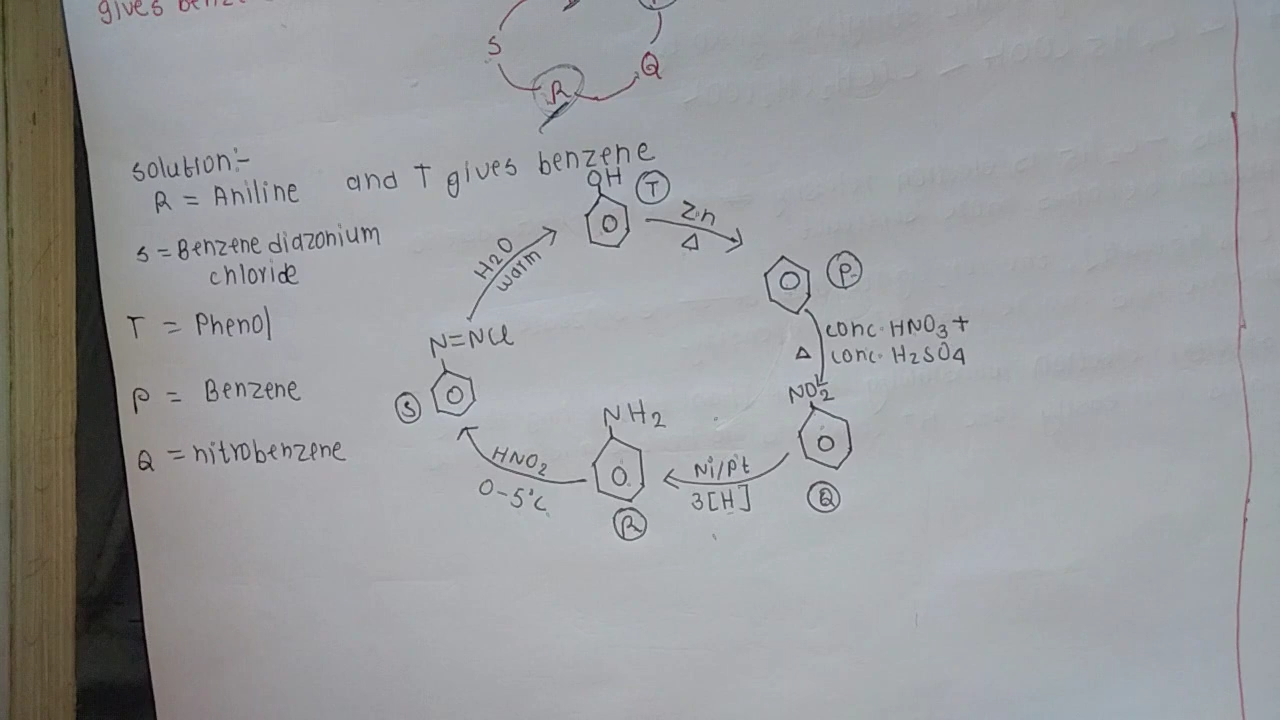 gives
S
Q
R
solution:-
R = Aniline and T gives benzene
S = Benzene diazonium
chloride
T = Phenol
P = Benzene
Q = nitrobenzene
OH
T
Zn
Δ
P
conc. HNO3 +
Δ conc. H2SO4
NO2
Q
Ni/Pt
3[H]
NH2
R
HNO2
0-5°C
N=NCl
S
H2O
warm